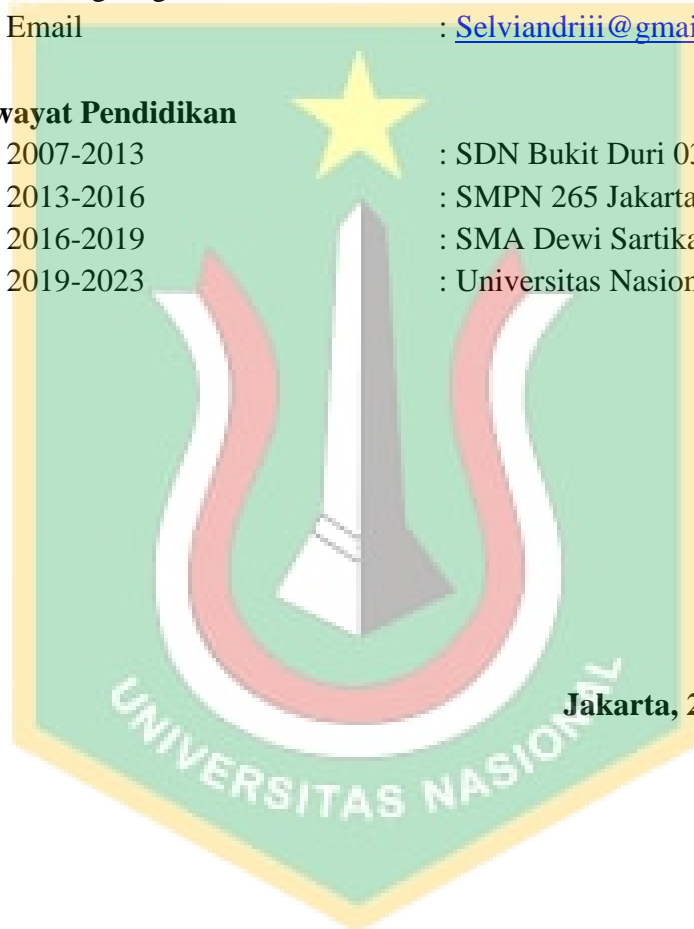 Email : Selviandriii@gmai
wayat Pendidikan
2007-2013 : SDN Bukit Duri 03
2013-2016 : SMPN 265 Jakarta
2016-2019 : SMA Dewi Sartika
2019-2023 : Universitas Nasion
Jakarta, 2
UNIVERSITAS NASIONAL